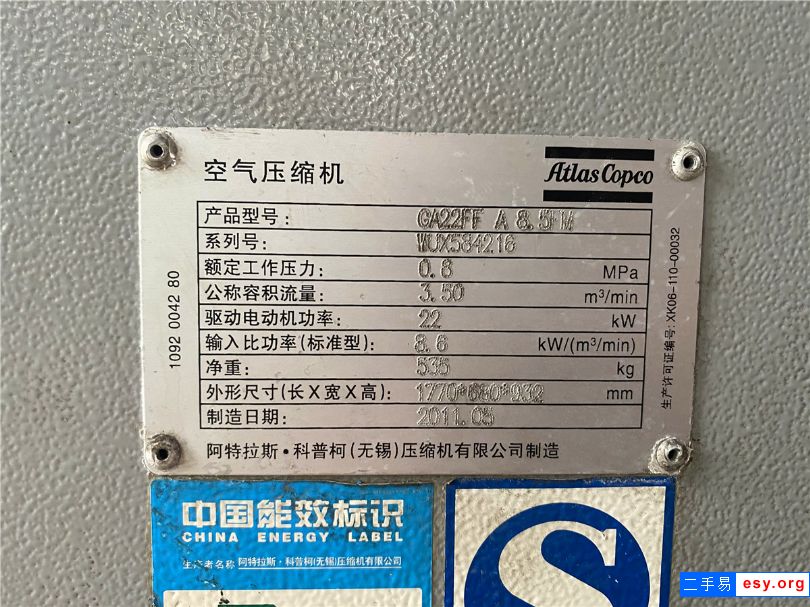 空气压缩机
Atlas Copco
产品型号: GA22FF A 8.5 M
系列号: WUX584216
额定工作压力: 0.8 MPa
公称容积流量: 3.50 m³/min
驱动电动机功率: 22 kW
输入比功率(标准型): 8.6 kW/(m³/min)
净重: 535 kg
外形尺寸(长X宽X高): 1770*660*932 mm
制造日期: 2011.05
阿特拉斯·科普柯(无锡)压缩机有限公司制造
1092 0042 80
生产许可证编号: XK06-110-00032
中国能效标识
CHINA ENERGY LABEL
生产者名称 阿特拉斯·科普柯(无锡)压缩机有限公司
S
二手易 esy.org